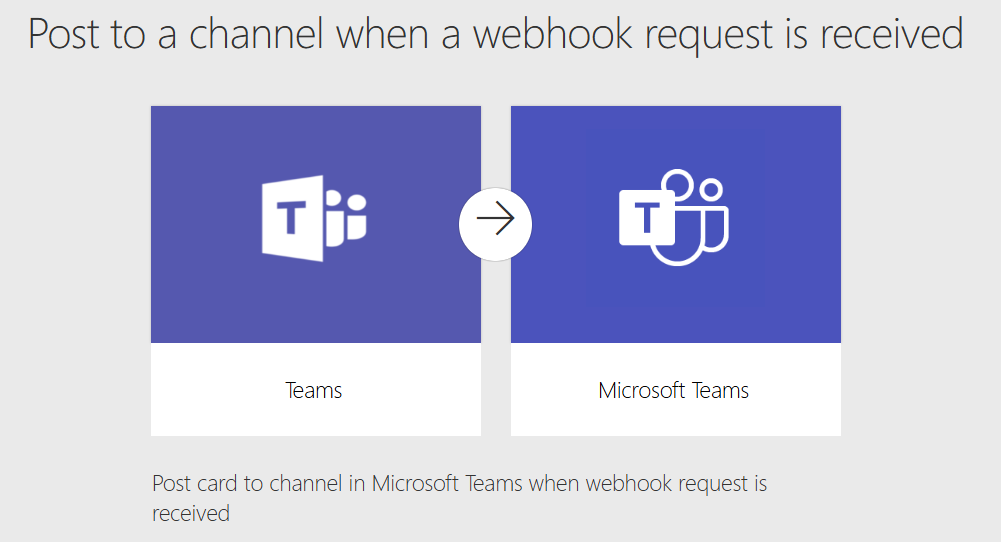 Post to a channel when a webhook request is received
T
T
Teams
Microsoft Teams
Post card to channel in Microsoft Teams when webhook request is
received